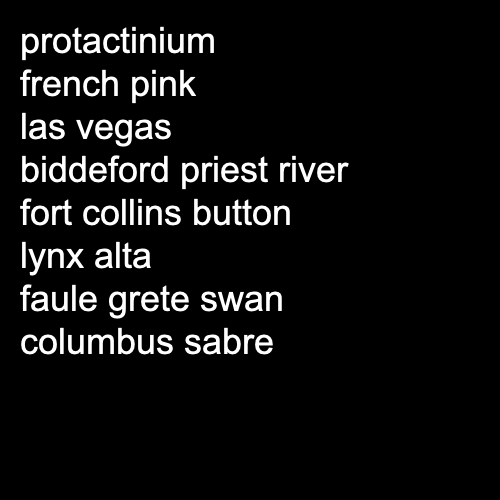 protactinium
french pink
las vegas
biddeford priest river
fort collins button
lynx alta
faule grete swan
columbus sabre